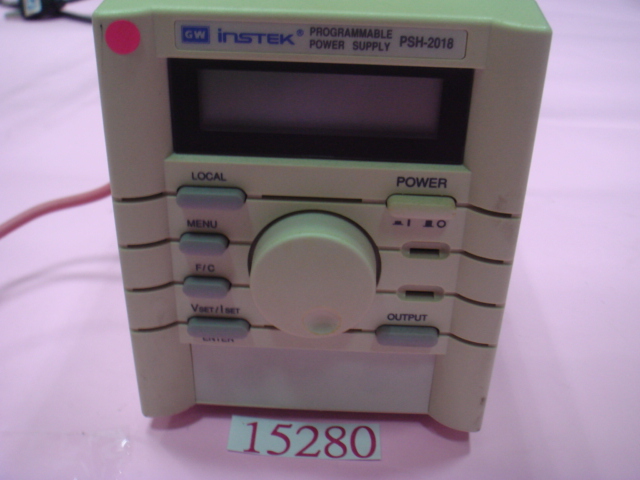 GW INSTEK PROGRAMMABLE POWER SUPPLY PSH-2018
LOCAL
POWER
I O
MENU
F/C
VSET/ISET
OUTPUT
ENTER
15280